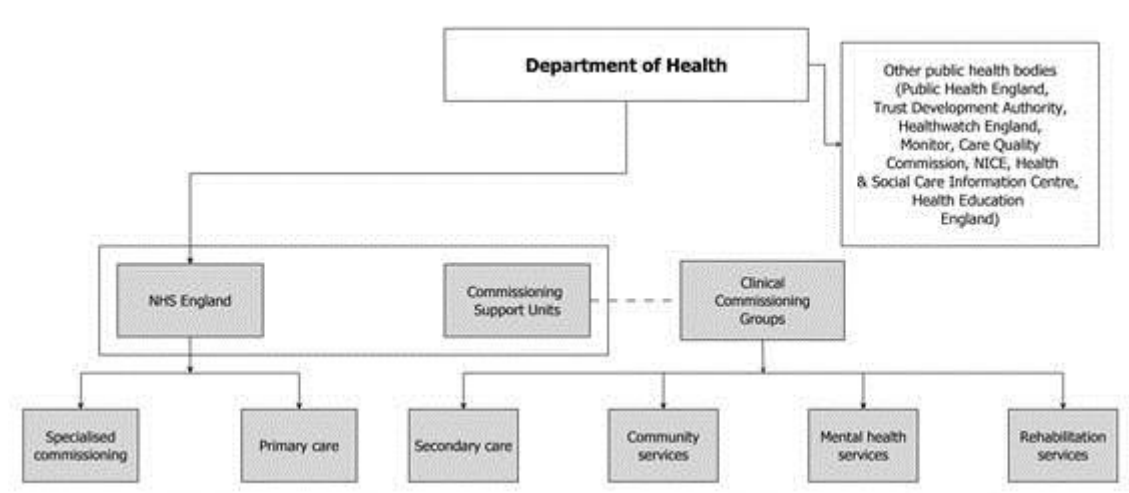 Department of Health
Other public health bodies
(Public Health England,
Trust Development Authority,
Healthwatch England,
Monitor, Care Quality
Commission, NICE, Health
& Social Care Information Centre,
Health Education
England)
NHS England
Commissioning
Support Units
Clinical
Commissioning
Groups
Specialised
commissioning
Primary care
Secondary care
Community
services
Mental health
services
Rehabilitation
services